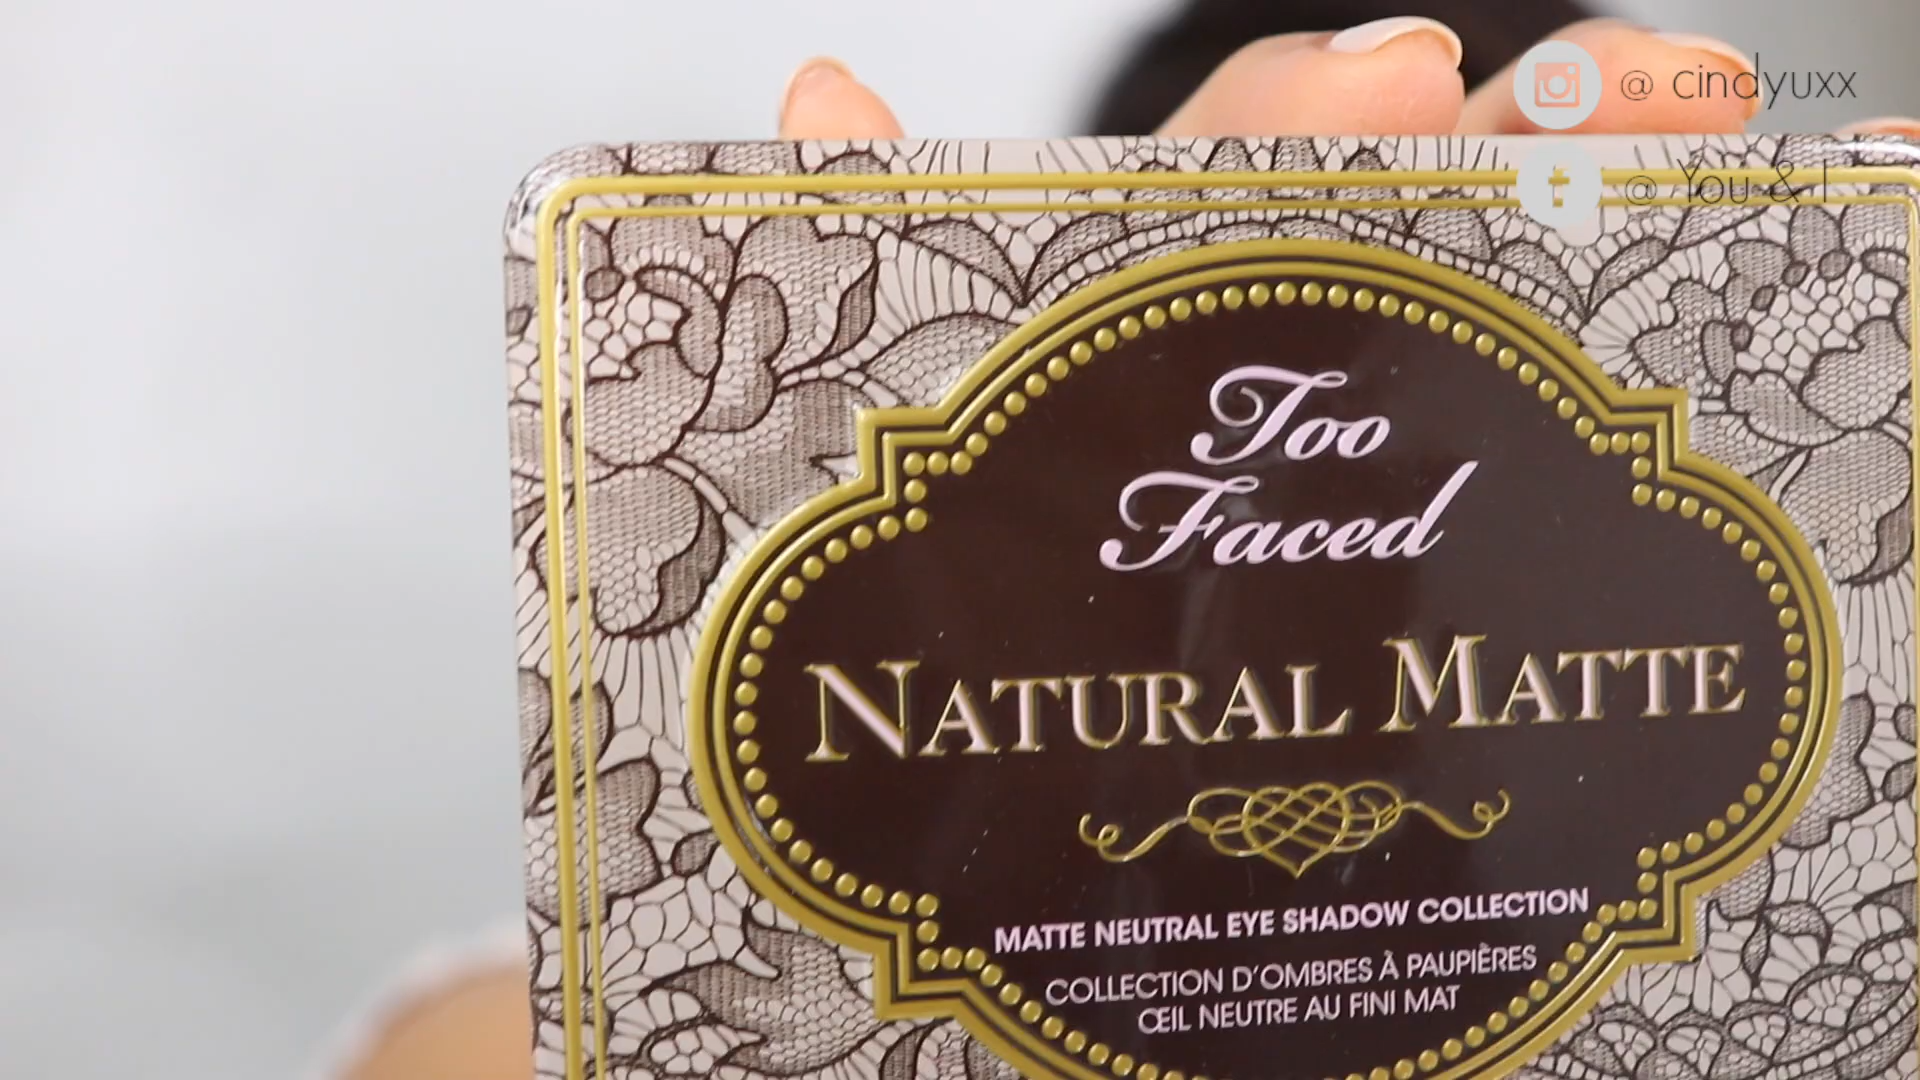 @ cindyuxx
@ You & I
Too
Faced
NATURAL MATTE
MATTE NEUTRAL EYE SHADOW COLLECTION
COLLECTION D'OMBRES À PAUPIÈRES
ŒIL NEUTRE AU FINI MAT